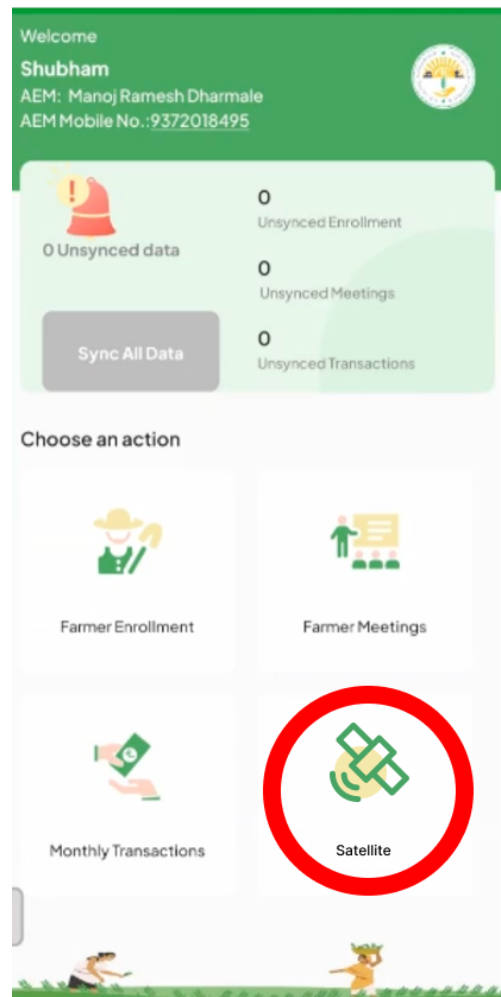 Welcome
Shubham
AEM: Manoj Ramesh Dharmale
AEM Mobile No.:9372018495
0 Unsynced data
Sync All Data
0
Unsynced Enrollment
0
Unsynced Meetings
0
Unsynced Transactions
Choose an action
Farmer Enrollment
Farmer Meetings
Monthly Transactions
Satellite